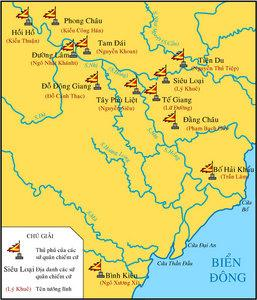 Hồi Hồ
(Kiều Thuận)
Phong Châu
(Kiều Công Hãn)
Tam Đái
(Nguyễn Khoan)
Đường Lâm
(Ngô Nhật Khánh)
Đỗ Động Giang
(Đỗ Cảnh Thạc)
Tiên Du
(Nguyễn Thủ Tiệp)
Siêu Loại
(Lý Khuê)
Tây Phù Liệt
(Nguyễn Siêu)
Tế Giang
(Lữ Đường)
Đằng Châu
(Phạm Bạch Hổ)
Bố Hải Khẩu
(Trần Lãm)
Cửa
Bố
Cửa Đại An
Cửa Thần Đầu
BIỂN
ĐÔNG
Bình Kiều
(Ngô Xương Xí)
CHÚ GIẢI
Thủ phủ của các
sứ quân chiếm cứ
Siêu Loại
Địa danh các sứ
quân chiếm cứ
(Lý Khuê)
Tên tướng lĩnh